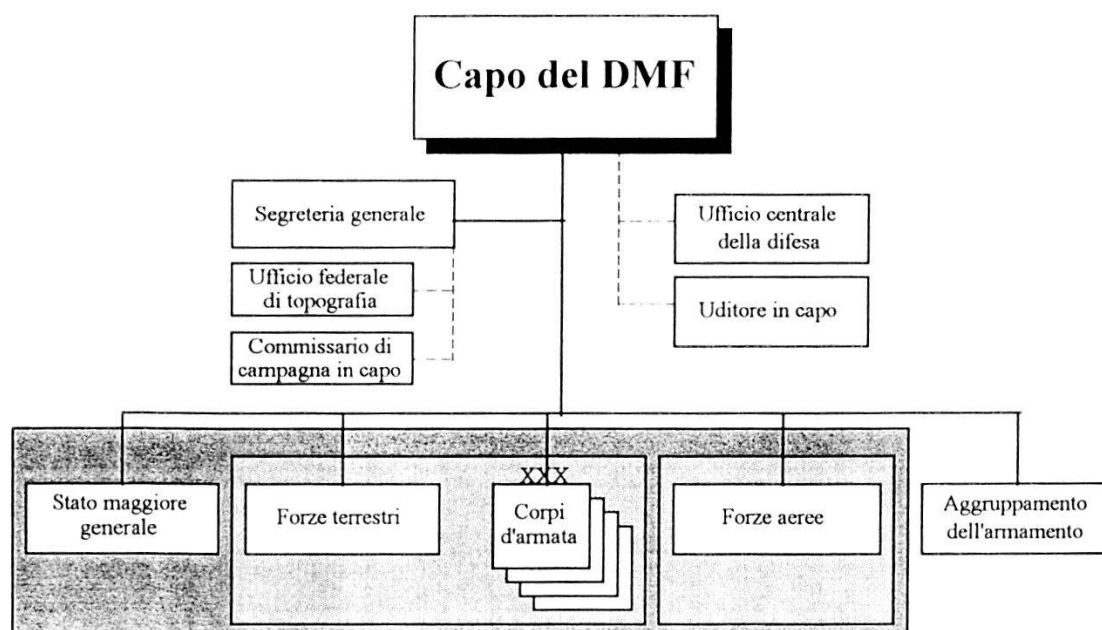 Capo del DMF
Segreteria generale
Ufficio federale
di topografia
Commissario di
campagna in capo
Ufficio centrale
della difesa
Uditore in capo
Stato maggiore
generale
Forze terrestri
XXX
Corpi
d'armata
Forze aeree
Aggruppamento
dell'armamento